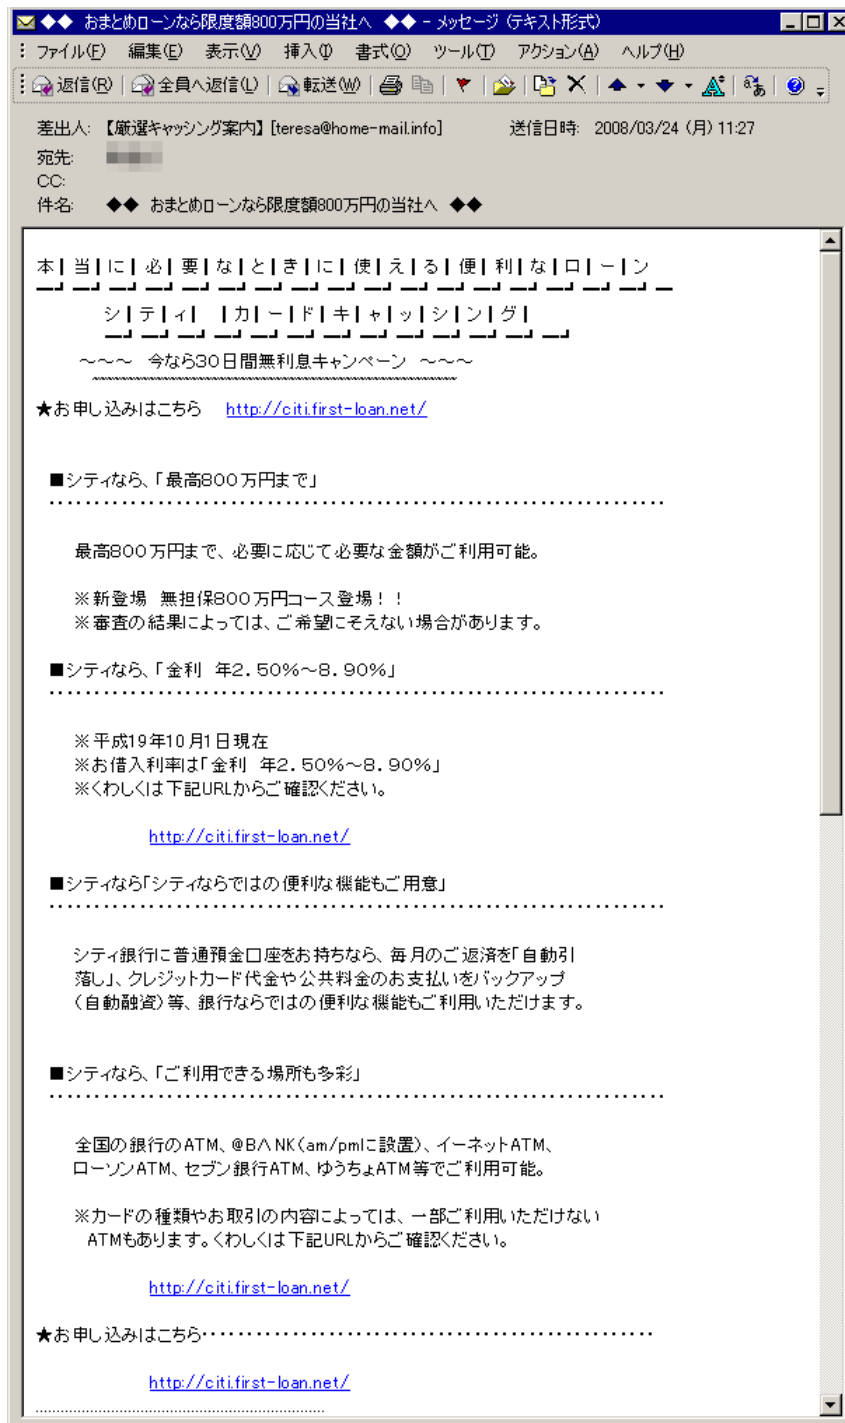 ◆◆ おまとめローンなら限度額800万円の当社へ ◆◆ - メッセージ (テキスト形式)
ファイル(F) 編集(E) 表示(V) 挿入(I) 書式(O) ツール(T) アクション(A) ヘルプ(H)
返信(R) 全員へ返信(L) 転送(W)
差出人: 【厳選キャッシング案内】 [teresa@home-mail.info] 送信日時: 2008/03/24 (月) 11:27
宛先:
CC:
件名: ◆◆ おまとめローンなら限度額800万円の当社へ ◆◆
本|当|に|必|要|な|と|き|に|使|え|る|便|利|な|ロ|ー|ン
シ|テ|ィ| |カ|ー|ド|キ|ャ|ッ|シ|ン|グ|
～～～ 今なら30日間無利息キャンペーン ～～～
★お申し込みはこちら http://citi.first-loan.net/
■シティなら、「最高800万円まで」
最高800万円まで、必要に応じて必要な金額がご利用可能。
※新登場 無担保800万円コース登場!!
※審査の結果によっては、ご希望にそえない場合があります。
■シティなら、「金利 年2.50%～8.90%」
※平成19年10月1日現在
※お借入利率は「金利 年2.50%～8.90%」
※くわしくは下記URLからご確認ください。
http://citi.first-loan.net/
■シティなら「シティならではの便利な機能もご用意」
シティ銀行に普通預金口座をお持ちなら、毎月のご返済を「自動引
落し」、クレジットカード代金や公共料金のお支払いをバックアップ
(自動融資)等、銀行ならではの便利な機能もご利用いただけます。
■シティなら、「ご利用できる場所も多彩」
全国の銀行のATM、@BΛNK(am/pmに設置)、イーネットATM、
ローソンATM、セブン銀行ATM、ゆうちょATM等でご利用可能。
※カードの種類やお取引の内容によっては、一部ご利用いただけない
ATMもあります。くわしくは下記URLからご確認ください。
http://citi.first-loan.net/
★お申し込みはこちら・・・・・・・・・・・・・・・・・・・・・・・・・・・・・・・・・・・・・・・・・・・・・・・・・・
http://citi.first-loan.net/